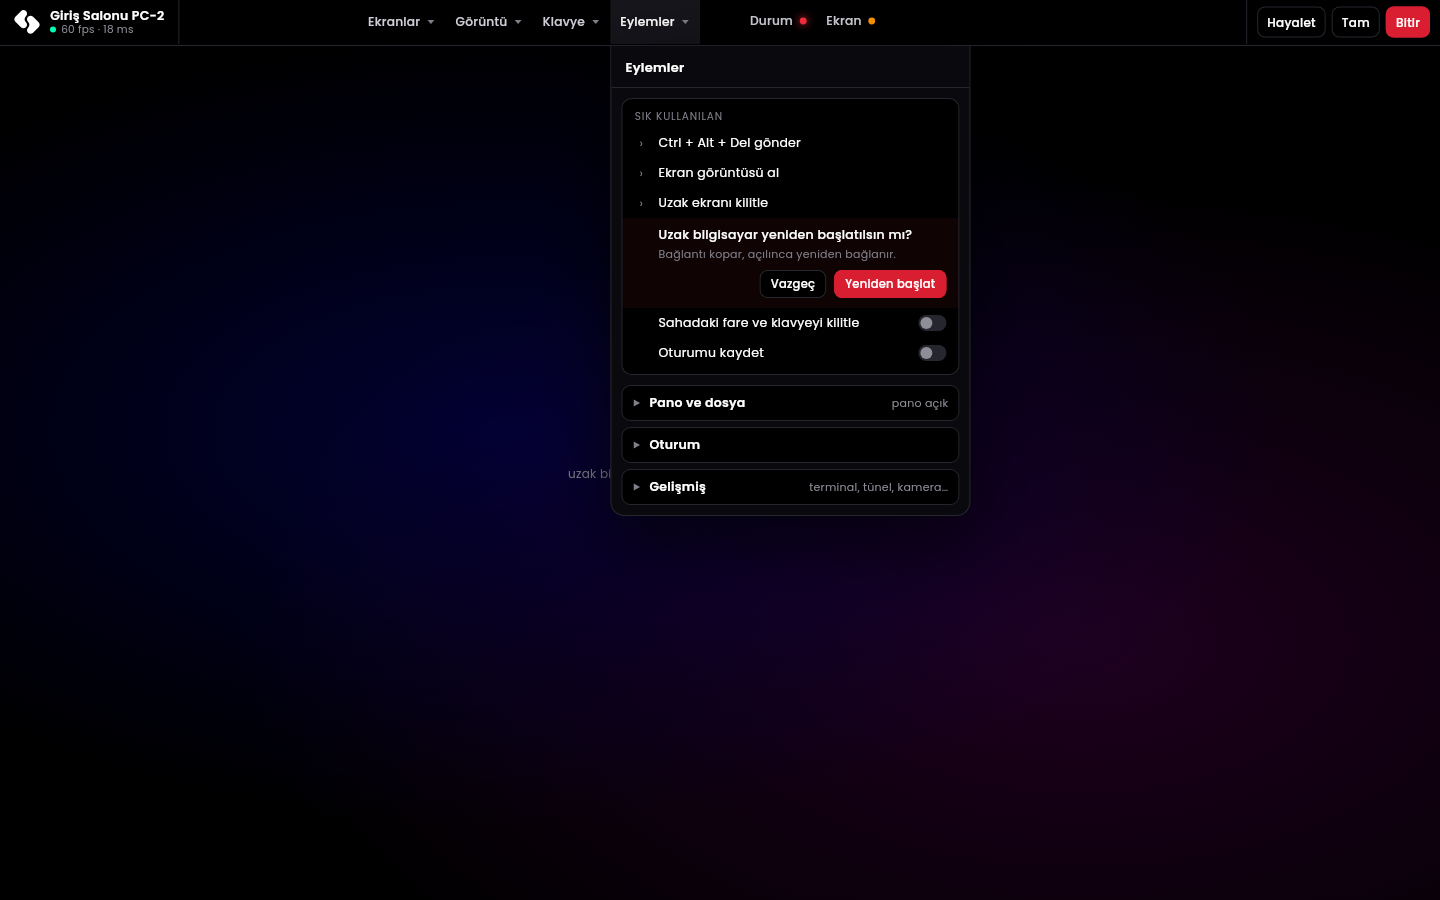 Giriş Salonu PC-2
60 fps · 18 ms
Ekranlar
Görüntü
Klavye
Eylemler
Durum
Ekran
Hayalet
Tam
Bitir
Eylemler
SIK KULLANILAN
Ctrl + Alt + Del gönder
Ekran görüntüsü al
Uzak ekranı kilitle
Uzak bilgisayar yeniden başlatılsın mı?
Bağlantı kopar, açılınca yeniden bağlanır.
Vazgeç
Yeniden başlat
Sahadaki fare ve klavyeyi kilitle
Oturumu kaydet
Pano ve dosya
pano açık
Oturum
uzak
Gelişmiş
terminal, tünel, kamera...